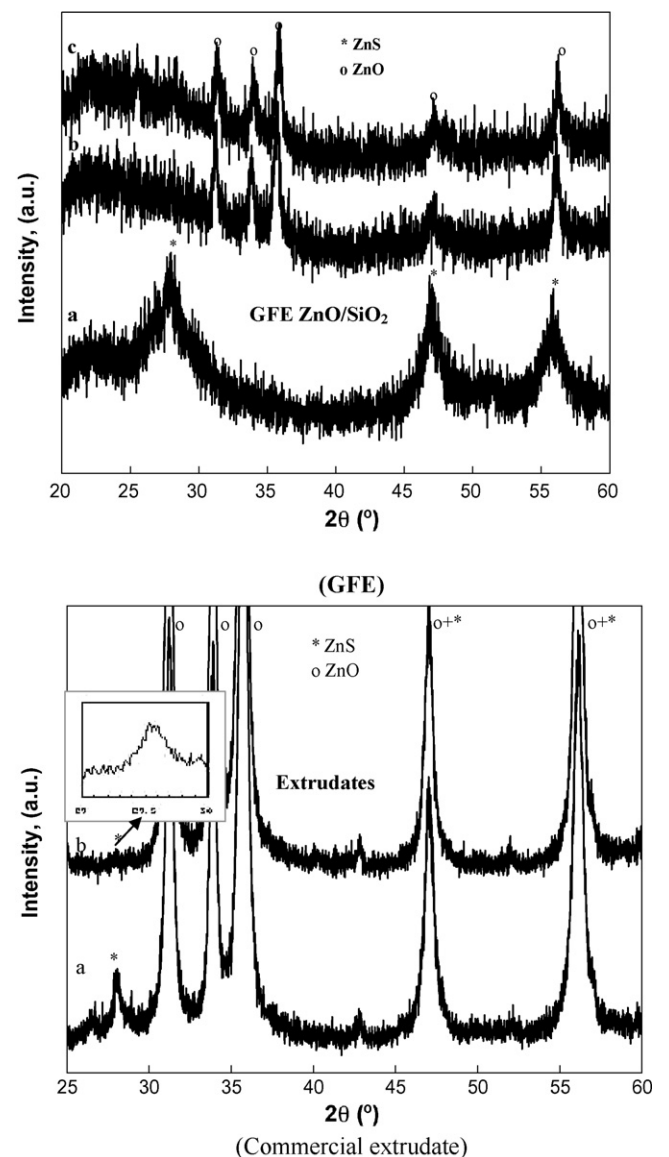 c
* ZnS
o ZnO
o
o
o
o
b
*
*
*
a
GFE ZnO/SiO₂
Intensity, (a.u.)
20 25 30 35 40 45 50 55 60
2θ (º)
(GFE)
o
o
o
o+*
o+*
* ZnS
o ZnO
Extrudates
b
*
a
*
Intensity, (a.u.)
25 30 35 40 45 50 55 60
2θ (º)
(Commercial extrudate)